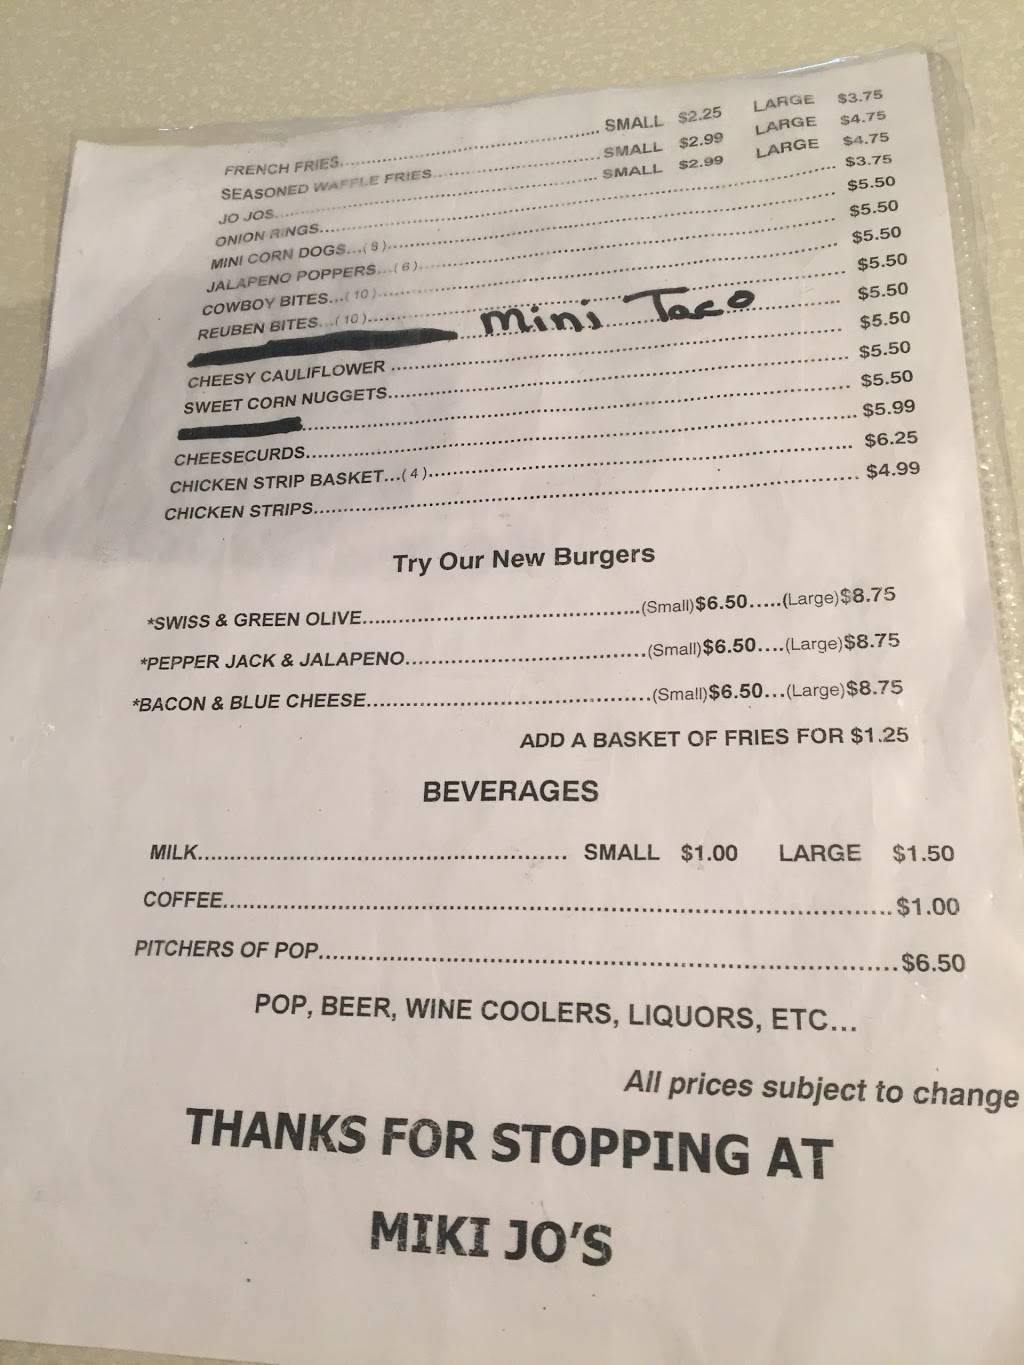 FRENCH FRIES.................................... SMALL $2.25 LARGE $3.75
SEASONED WAFFLE FRIES....................... SMALL $2.99 LARGE $4.75
JO JOS............................................. SMALL $2.99 LARGE $4.75
ONION RINGS.................................................. $3.75
MINI CORN DOGS...( 8 ).................................................. $5.50
JALAPENO POPPERS...( 6 ).................................................. $5.50
COWBOY BITES...( 10 ).................................................. $5.50
REUBEN BITES...( 10 ).................................................. $5.50
Mini Taco .................... $5.50
CHEESY CAULIFLOWER .................................................. $5.50
SWEET CORN NUGGETS.................................................. $5.50
.................................................. $5.50
CHEESECURDS.................................................. $5.99
CHICKEN STRIP BASKET...( 4 ).................................................. $6.25
CHICKEN STRIPS.................................................. $4.99
Try Our New Burgers
*SWISS & GREEN OLIVE........................................(Small)$6.50.....(Large)$8.75
*PEPPER JACK & JALAPENO...................................(Small)$6.50....(Large)$8.75
*BACON & BLUE CHEESE........................................(Small)$6.50...(Large)$8.75
ADD A BASKET OF FRIES FOR $1.25
BEVERAGES
MILK.................................................. SMALL $1.00 LARGE $1.50
COFFEE.................................................. $1.00
PITCHERS OF POP..................................................$6.50
POP, BEER, WINE COOLERS, LIQUORS, ETC...
All prices subject to change
THANKS FOR STOPPING AT
MIKI JO'S